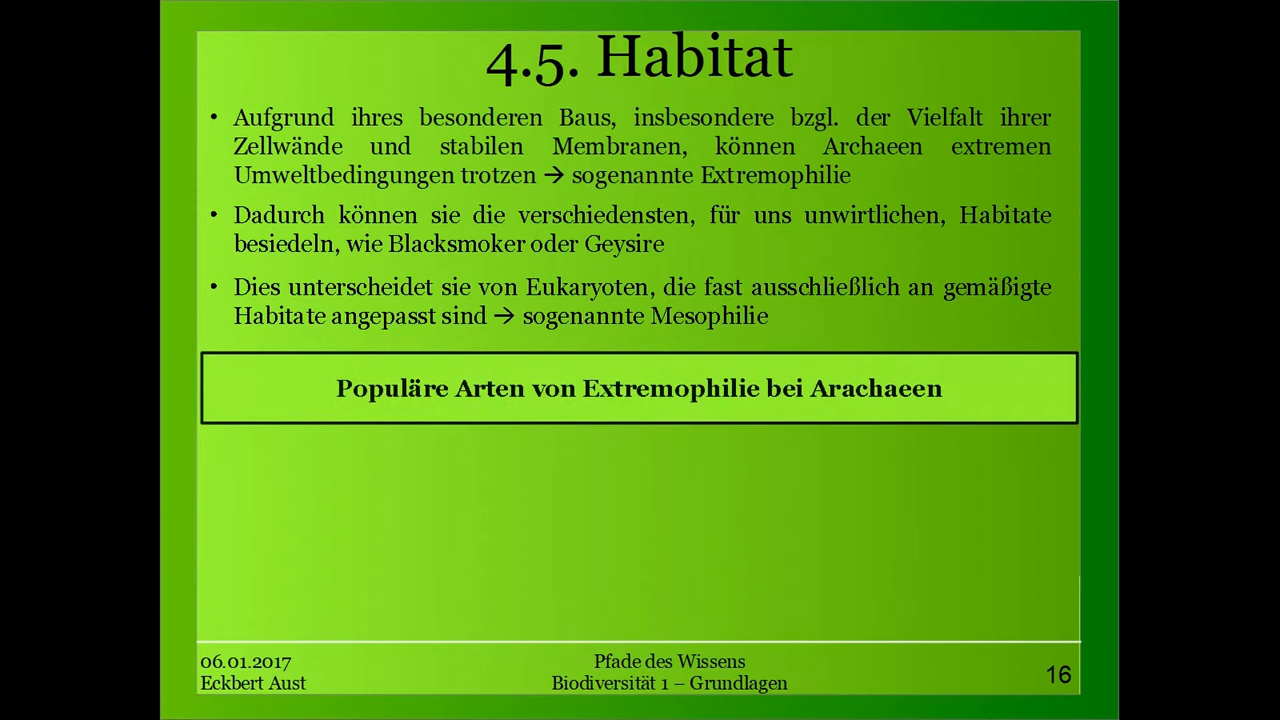 4.5. Habitat
• Aufgrund ihres besonderen Baus, insbesondere bzgl. der Vielfalt ihrer
Zellwände und stabilen Membranen, können Archaeen extremen
Umweltbedingungen trotzen → sogenannte Extremophilie
• Dadurch können sie die verschiedensten, für uns unwirtlichen, Habitate
besiedeln, wie Blacksmoker oder Geysire
• Dies unterscheidet sie von Eukaryoten, die fast ausschließlich an gemäßigte
Habitate angepasst sind → sogenannte Mesophilie
Populäre Arten von Extremophilie bei Arachaeen
06.01.2017
Eckbert Aust
Pfade des Wissens
Biodiversität 1 – Grundlagen
16